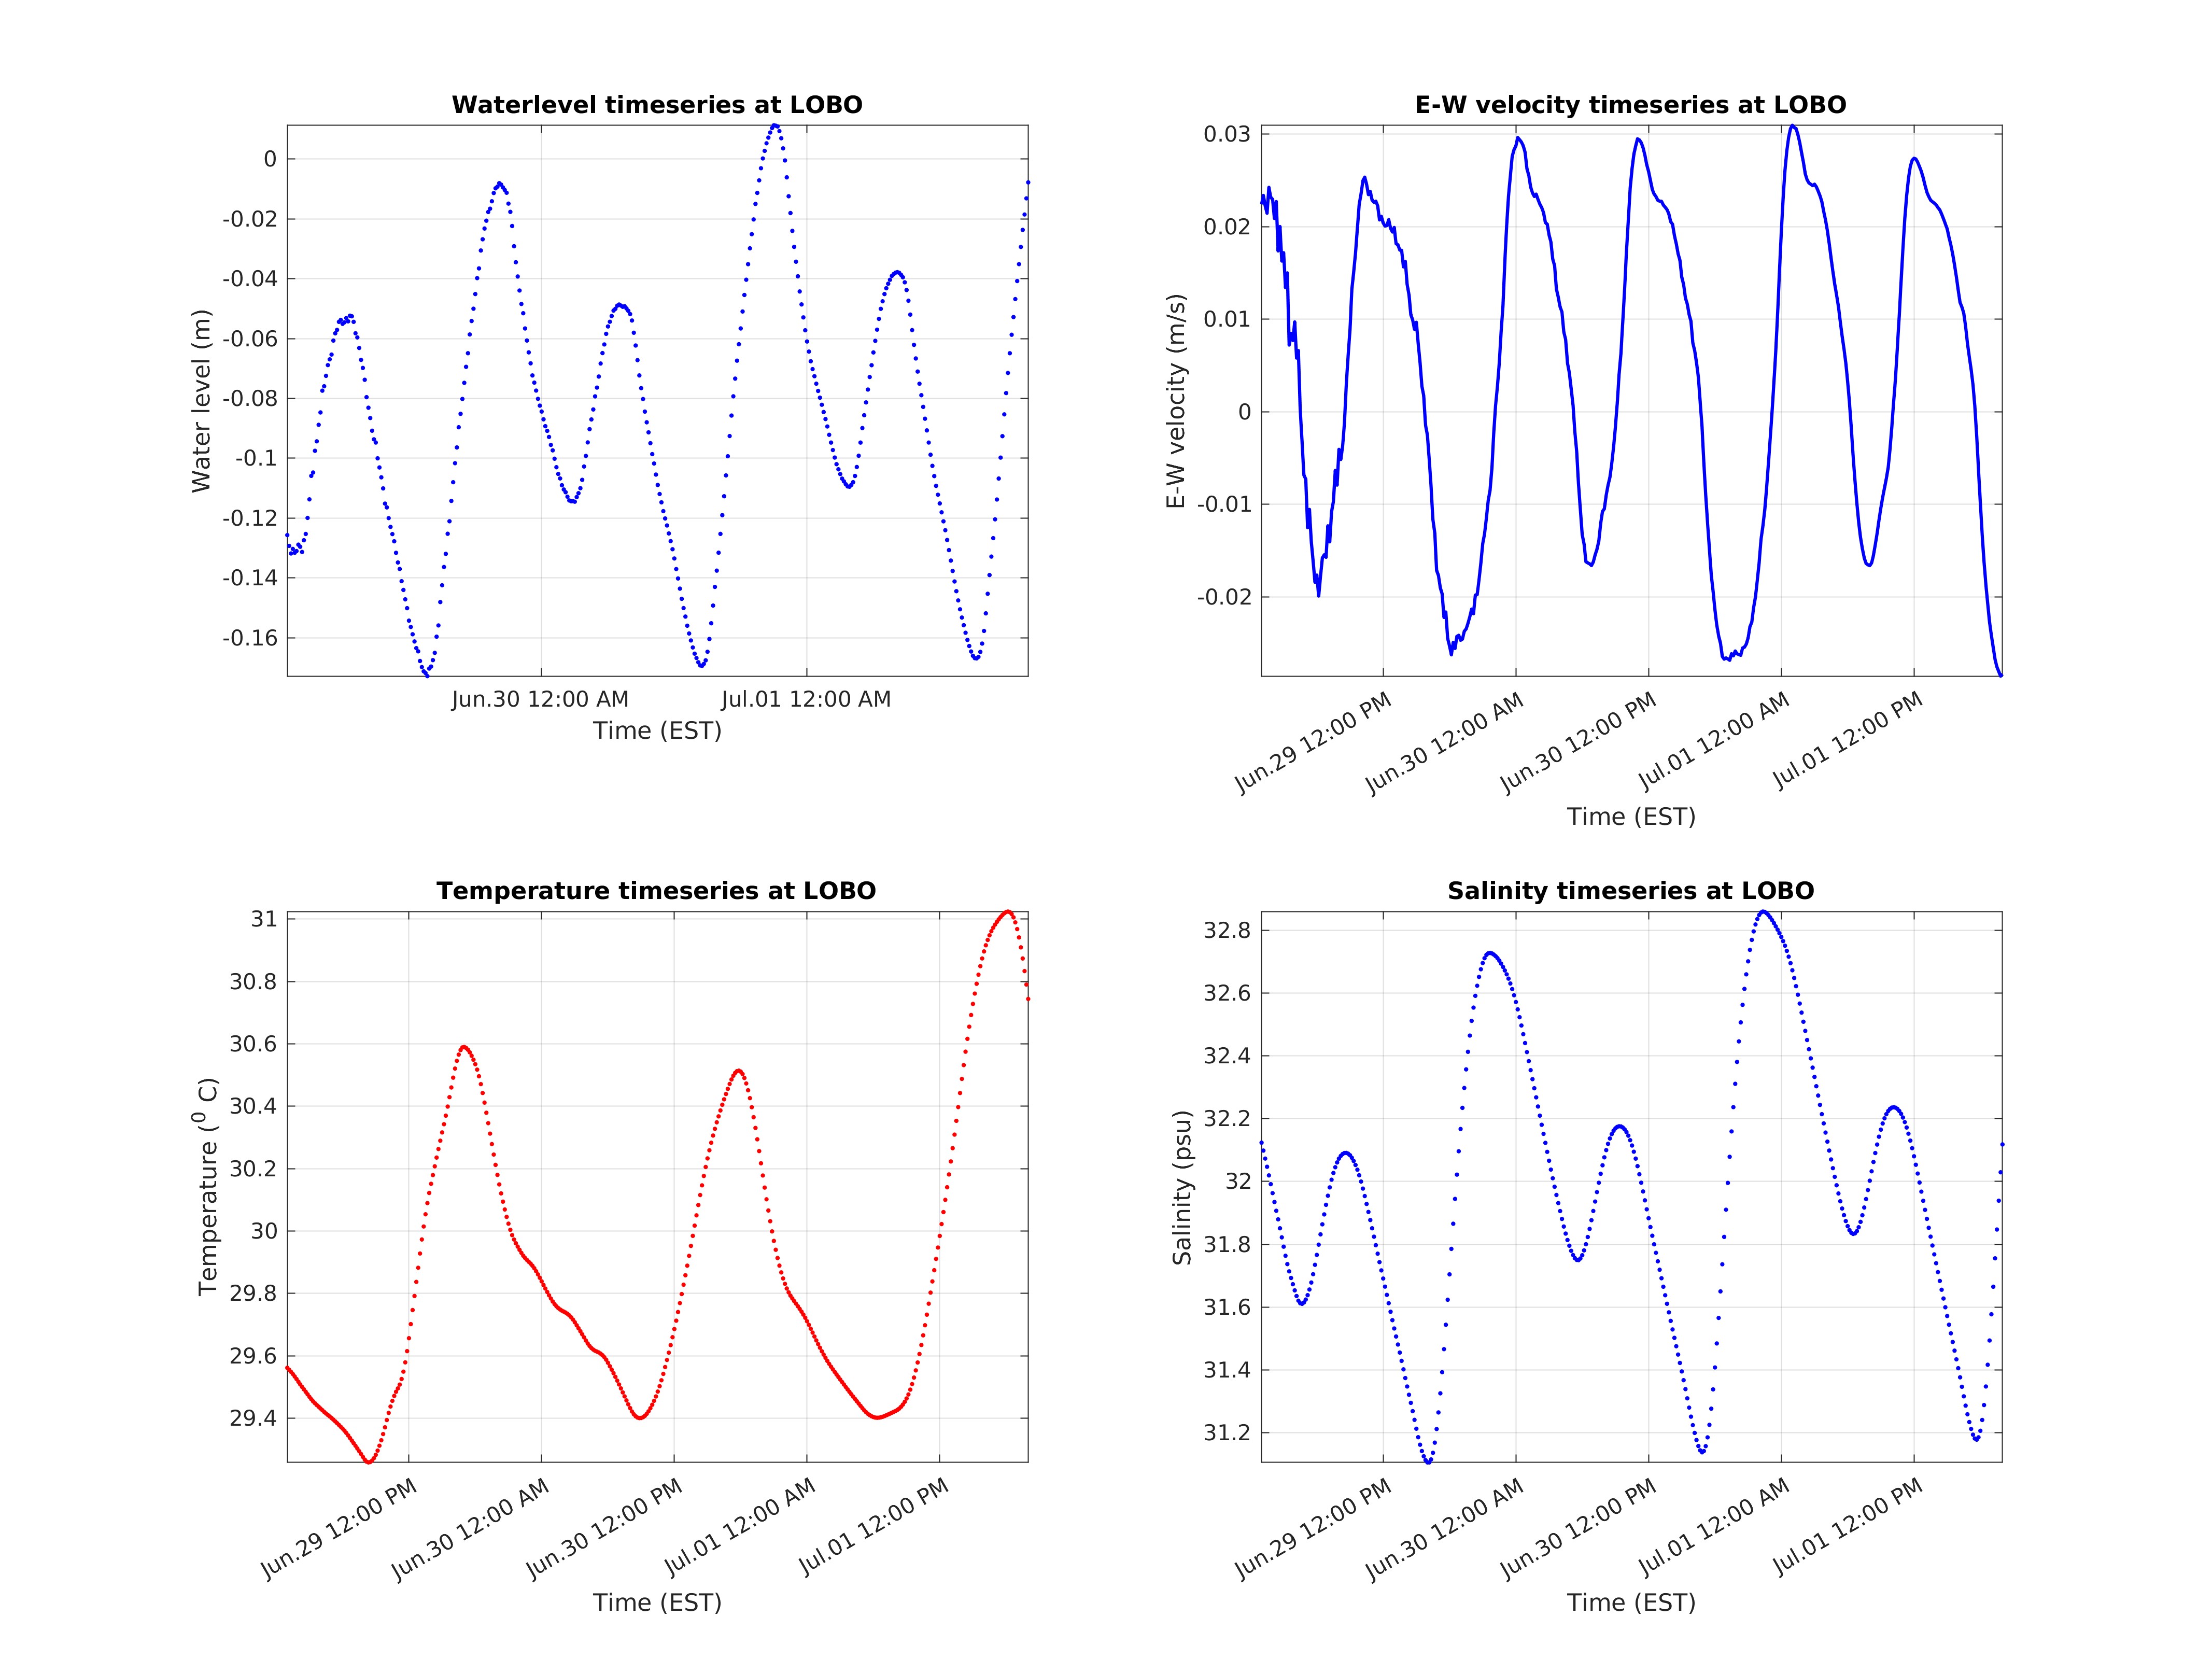 Waterlevel timeseries at LOBO
0
-0.02
-0.04
-0.06
-0.08
-0.1
-0.12
-0.14
-0.16
Water level (m)
Jun.30 12:00 AM
Jul.01 12:00 AM
Time (EST)
E-W velocity timeseries at LOBO
0.03
0.02
0.01
0
-0.01
-0.02
E-W velocity (m/s)
Jun.29 12:00 PM
Jun.30 12:00 AM
Jun.30 12:00 PM
Jul.01 12:00 AM
Jul.01 12:00 PM
Time (EST)
Temperature timeseries at LOBO
31
30.8
30.6
30.4
30.2
30
29.8
29.6
29.4
Temperature (⁰ C)
Jun.29 12:00 PM
Jun.30 12:00 AM
Jun.30 12:00 PM
Jul.01 12:00 AM
Jul.01 12:00 PM
Time (EST)
Salinity timeseries at LOBO
32.8
32.6
32.4
32.2
32
31.8
31.6
31.4
31.2
Salinity (psu)
Jun.29 12:00 PM
Jun.30 12:00 AM
Jun.30 12:00 PM
Jul.01 12:00 AM
Jul.01 12:00 PM
Time (EST)